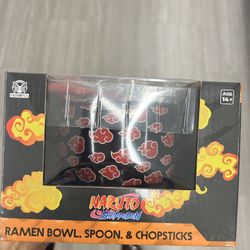 AGE
14+
NARUTO
SHIPPUDEN
RAMEN BOWL, SPOON, & CHOPSTICKS